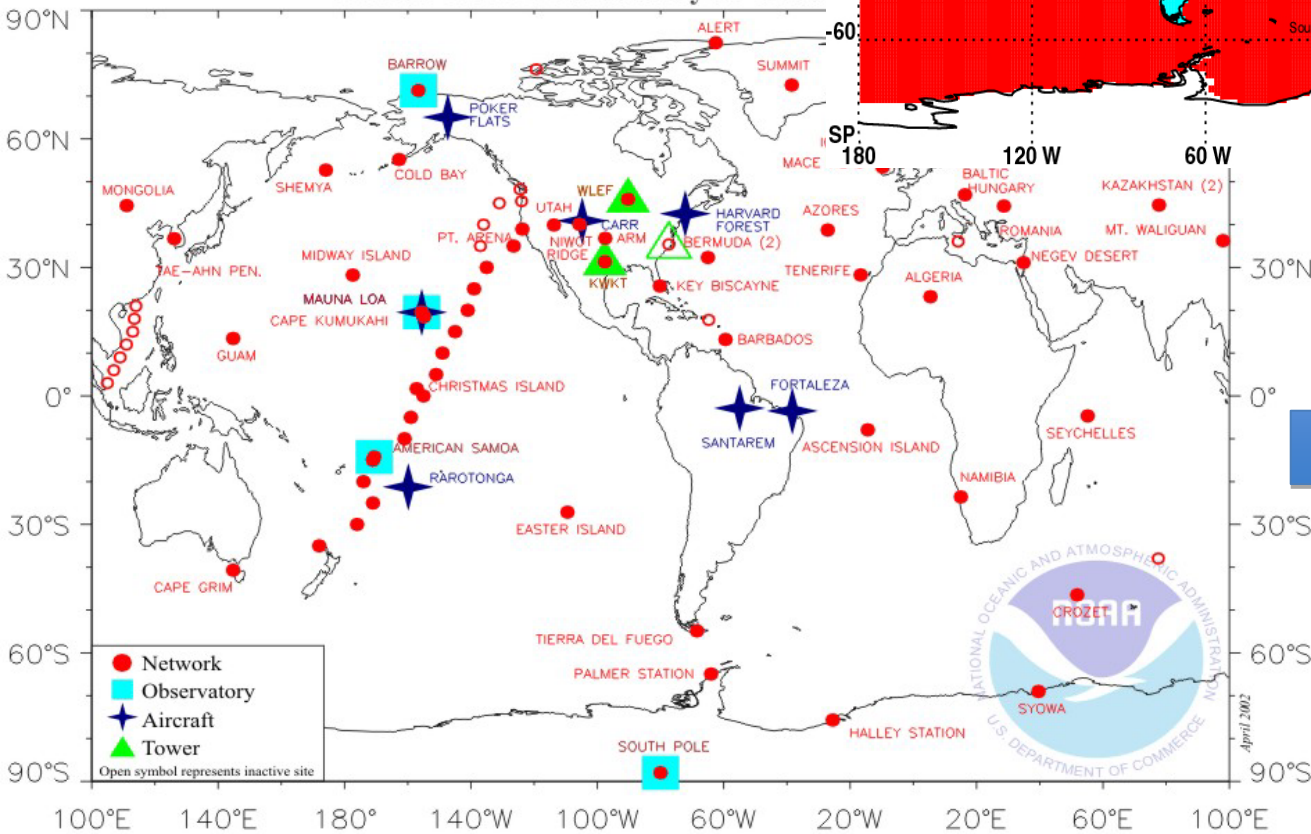 90°N
ALERT
-60
Sou
BARROW
SUMMIT
POKER
FLATS
SP
180
120 W
60 W
60°N
MACE
COLD BAY
SHEMYA
MONGOLIA
WLEF
BALTIC
HUNGARY
KAZAKHSTAN (2)
UTAH
CARR
HARVARD
FOREST
AZORES
ROMANIA
MT. WALIGUAN
PT. ARENA
NIWOT
RIDGE
ARM
BERMUDA (2)
TAE-AHN PEN.
MIDWAY ISLAND
30°N
TENERIFE
NEGEV DESERT
30°N
KWKT
KEY BISCAYNE
ALGERIA
MAUNA LOA
CAPE KUMUKAHI
GUAM
BARBADOS
CHRISTMAS ISLAND
FORTALEZA
0°
0°
SANTAREM
ASCENSION ISLAND
SEYCHELLES
AMERICAN SAMOA
RAROTONGA
NAMIBIA
30°S
EASTER ISLAND
30°S
CAPE GRIM
NATIONAL OCEANIC AND ATMOSPHERIC ADMINISTRATION
NOAA
CROZET
TIERRA DEL FUEGO
60°S
60°S
PALMER STATION
Network
Observatory
Aircraft
Tower
Open symbol represents inactive site
SYOWA
HALLEY STATION
April 2002
U.S. DEPARTMENT OF COMMERCE
SOUTH POLE
90°S
90°S
100°E
140°E
180°
140°W
100°W
60°W
20°W
20°E
60°E
100°E